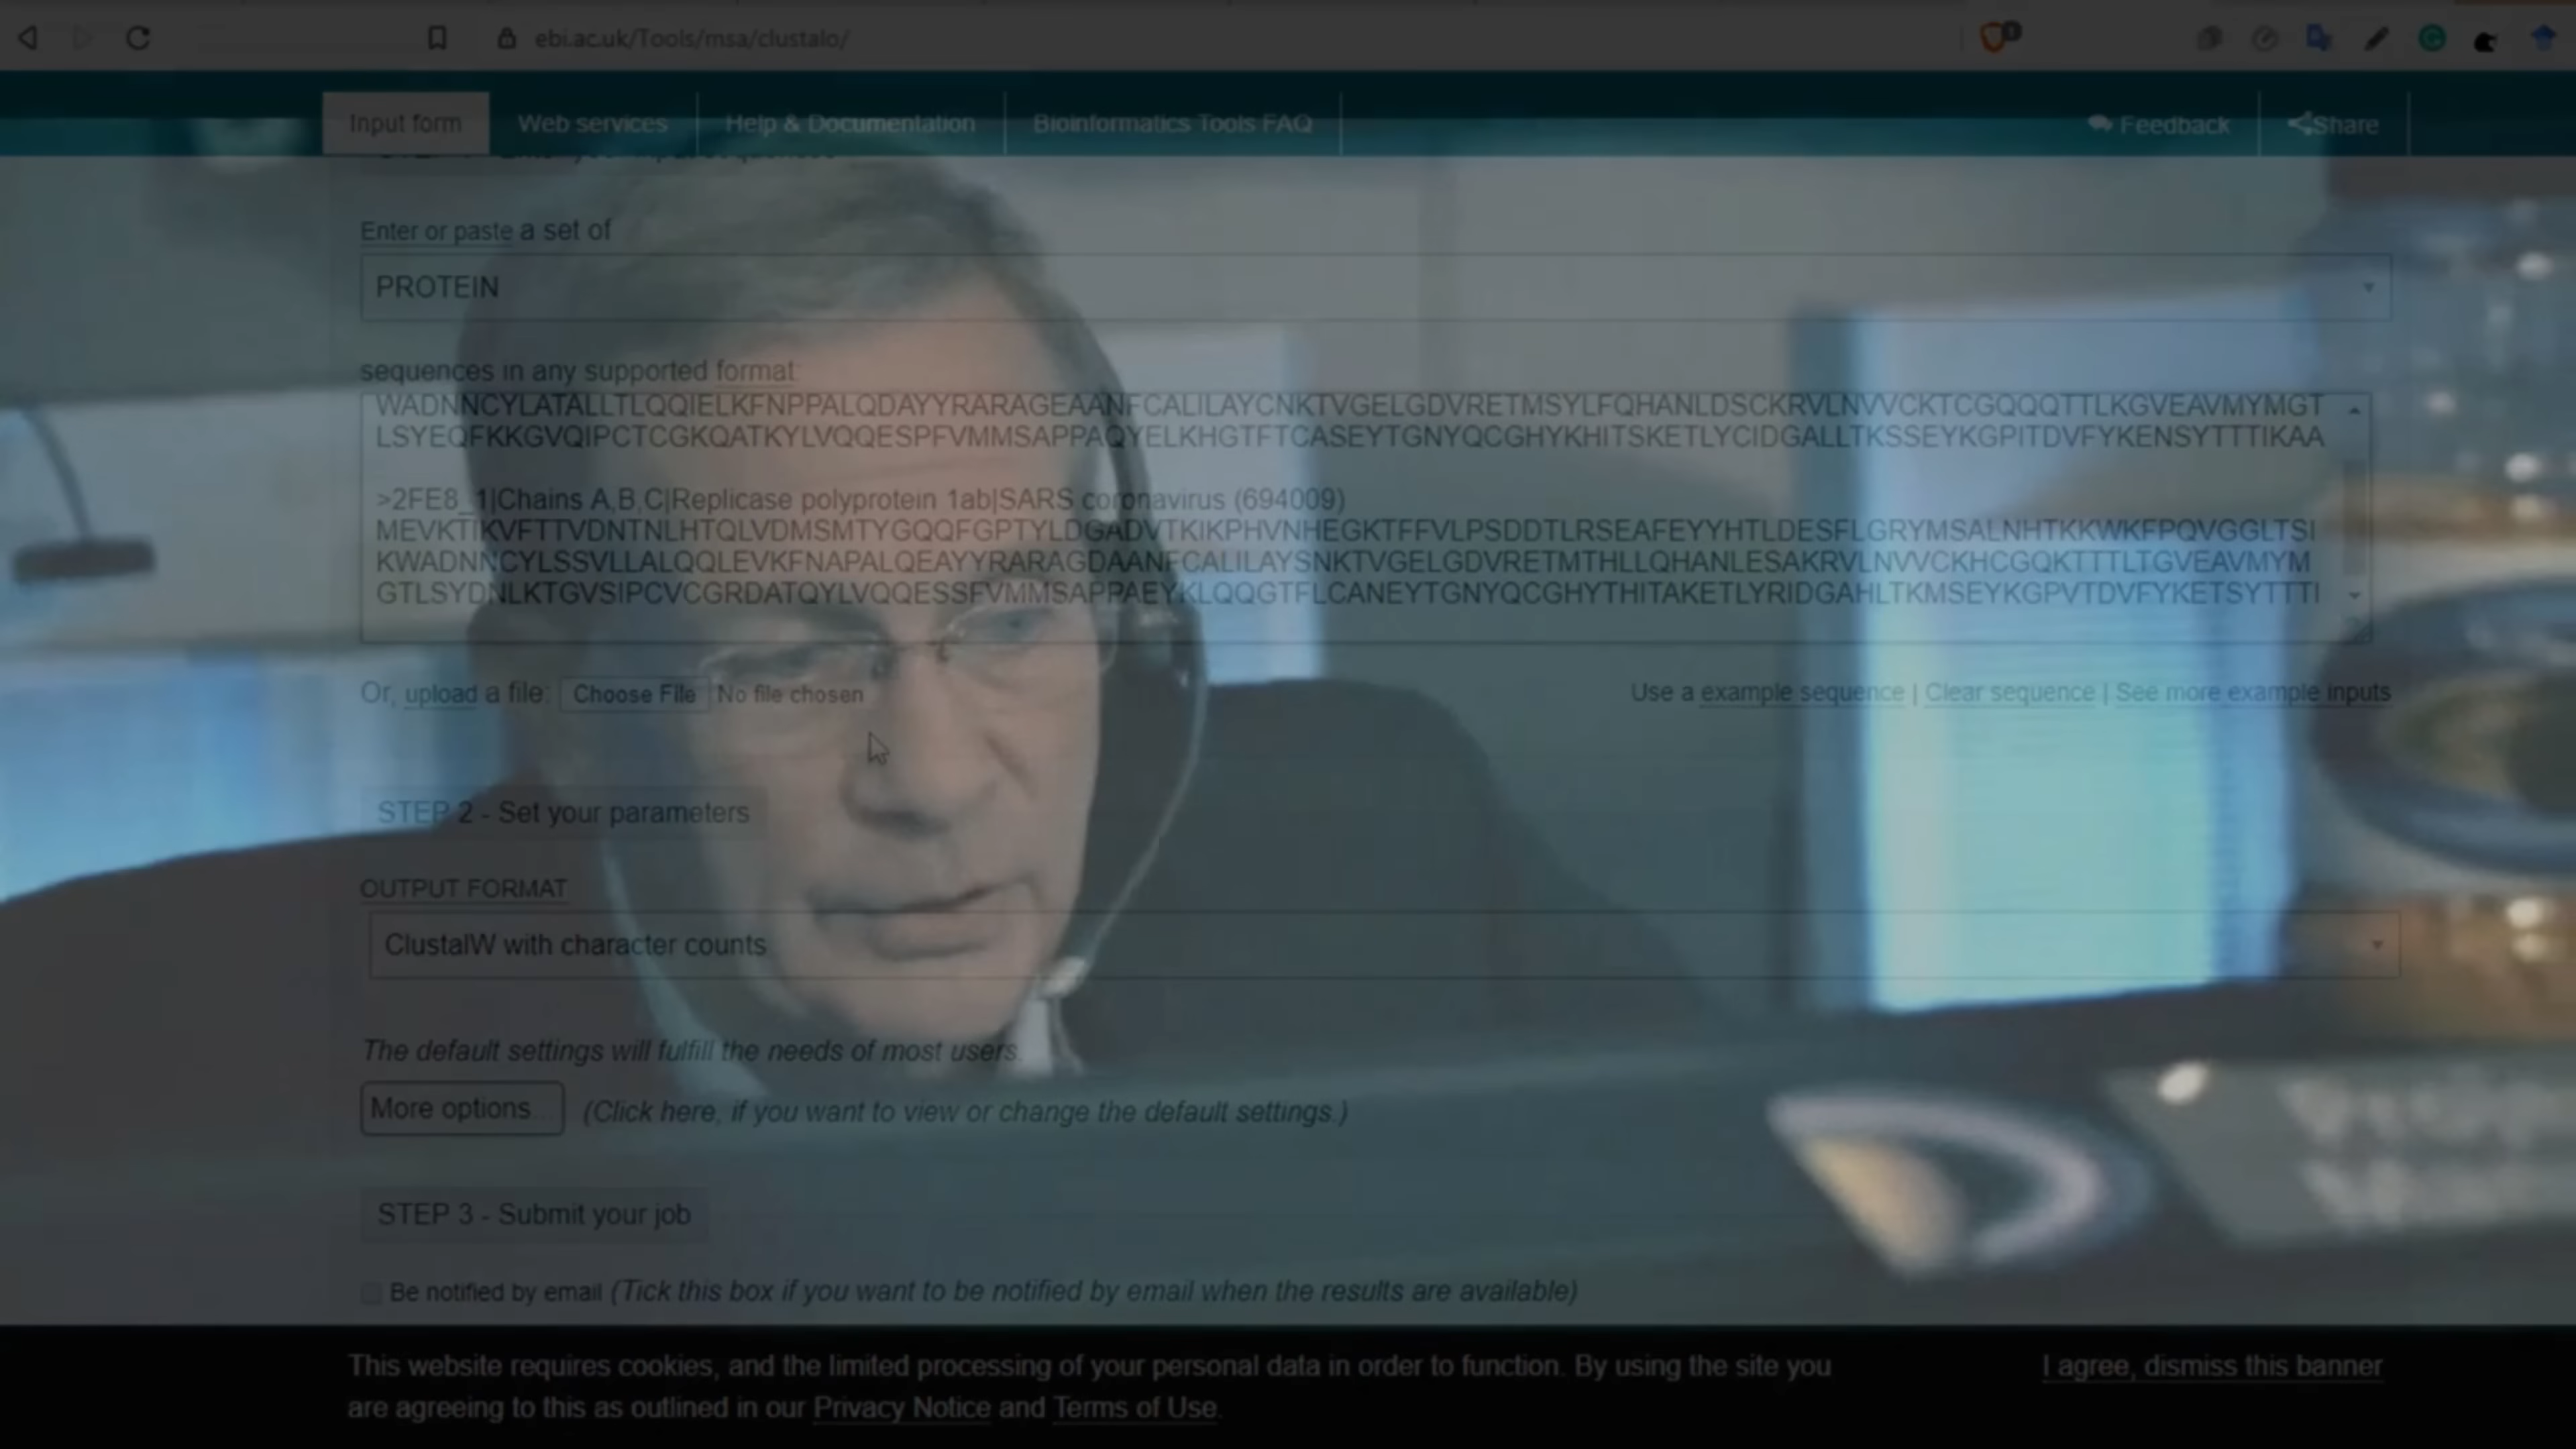 ebi.ac.uk/Tools/msa/clustalo/
Input form
Web services
Help & Documentation
Bioinformatics Tools FAQ
Feedback
Share
Enter or paste a set of
PROTEIN
sequences in any supported format:
WADNNCYLATALLTLQQIELKFNPPALQDAYYRARAGEAANFCALILAYCNKTVGELGDVRETMSYLFQHANLDSCKRVLNVVCKTCGQQQTTLKGVEAVMYMGT
LSYEQFKKGVQIPCTCGKQATKYLVQQESPFVMMSAPPAQYELKHGTFTCASEYTGNYQCGHYKHITSKETLYCIDGALLTKSSEYKGPITDVFYKENSYTTTIKAA
>2FE8_1|Chains A,B,C|Replicase polyprotein 1ab|SARS coronavirus (694009)
MEVKTIKVFTTVDNTNLHTQLVDMSMTYGQQFGPTYLDGADVTKIKPHVNHEGKTFFVLPSDDTLRSEAFEYYHTLDESFLGRYMSALNHTKKWKFPQVGGLTSI
KWADNNCYLSSVLLALQQLEVKFNAPALQEAYYRARAGDAANFCALILAYSNKTVGELGDVRETMTHLLQHANLESAKRVLNVVCKHCGQKTTTLTGVEAVMYM
GTLSYDNLKTGVSIPCVCGRDATQYLVQQESSFVMMSAPPAEYKLQQGTFLCANEYTGNYQCGHYTHITAKETLYRIDGAHLTKMSEYKGPVTDVFYKETSYTTTI
Or, upload a file: Choose File No file chosen
Use a example sequence | Clear sequence | See more example inputs
STEP 2 - Set your parameters
OUTPUT FORMAT
ClustalW with character counts
The default settings will fulfill the needs of most users.
More options... (Click here, if you want to view or change the default settings.)
STEP 3 - Submit your job
Be notified by email (Tick this box if you want to be notified by email when the results are available)
This website requires cookies, and the limited processing of your personal data in order to function. By using the site you
are agreeing to this as outlined in our Privacy Notice and Terms of Use.
I agree, dismiss this banner